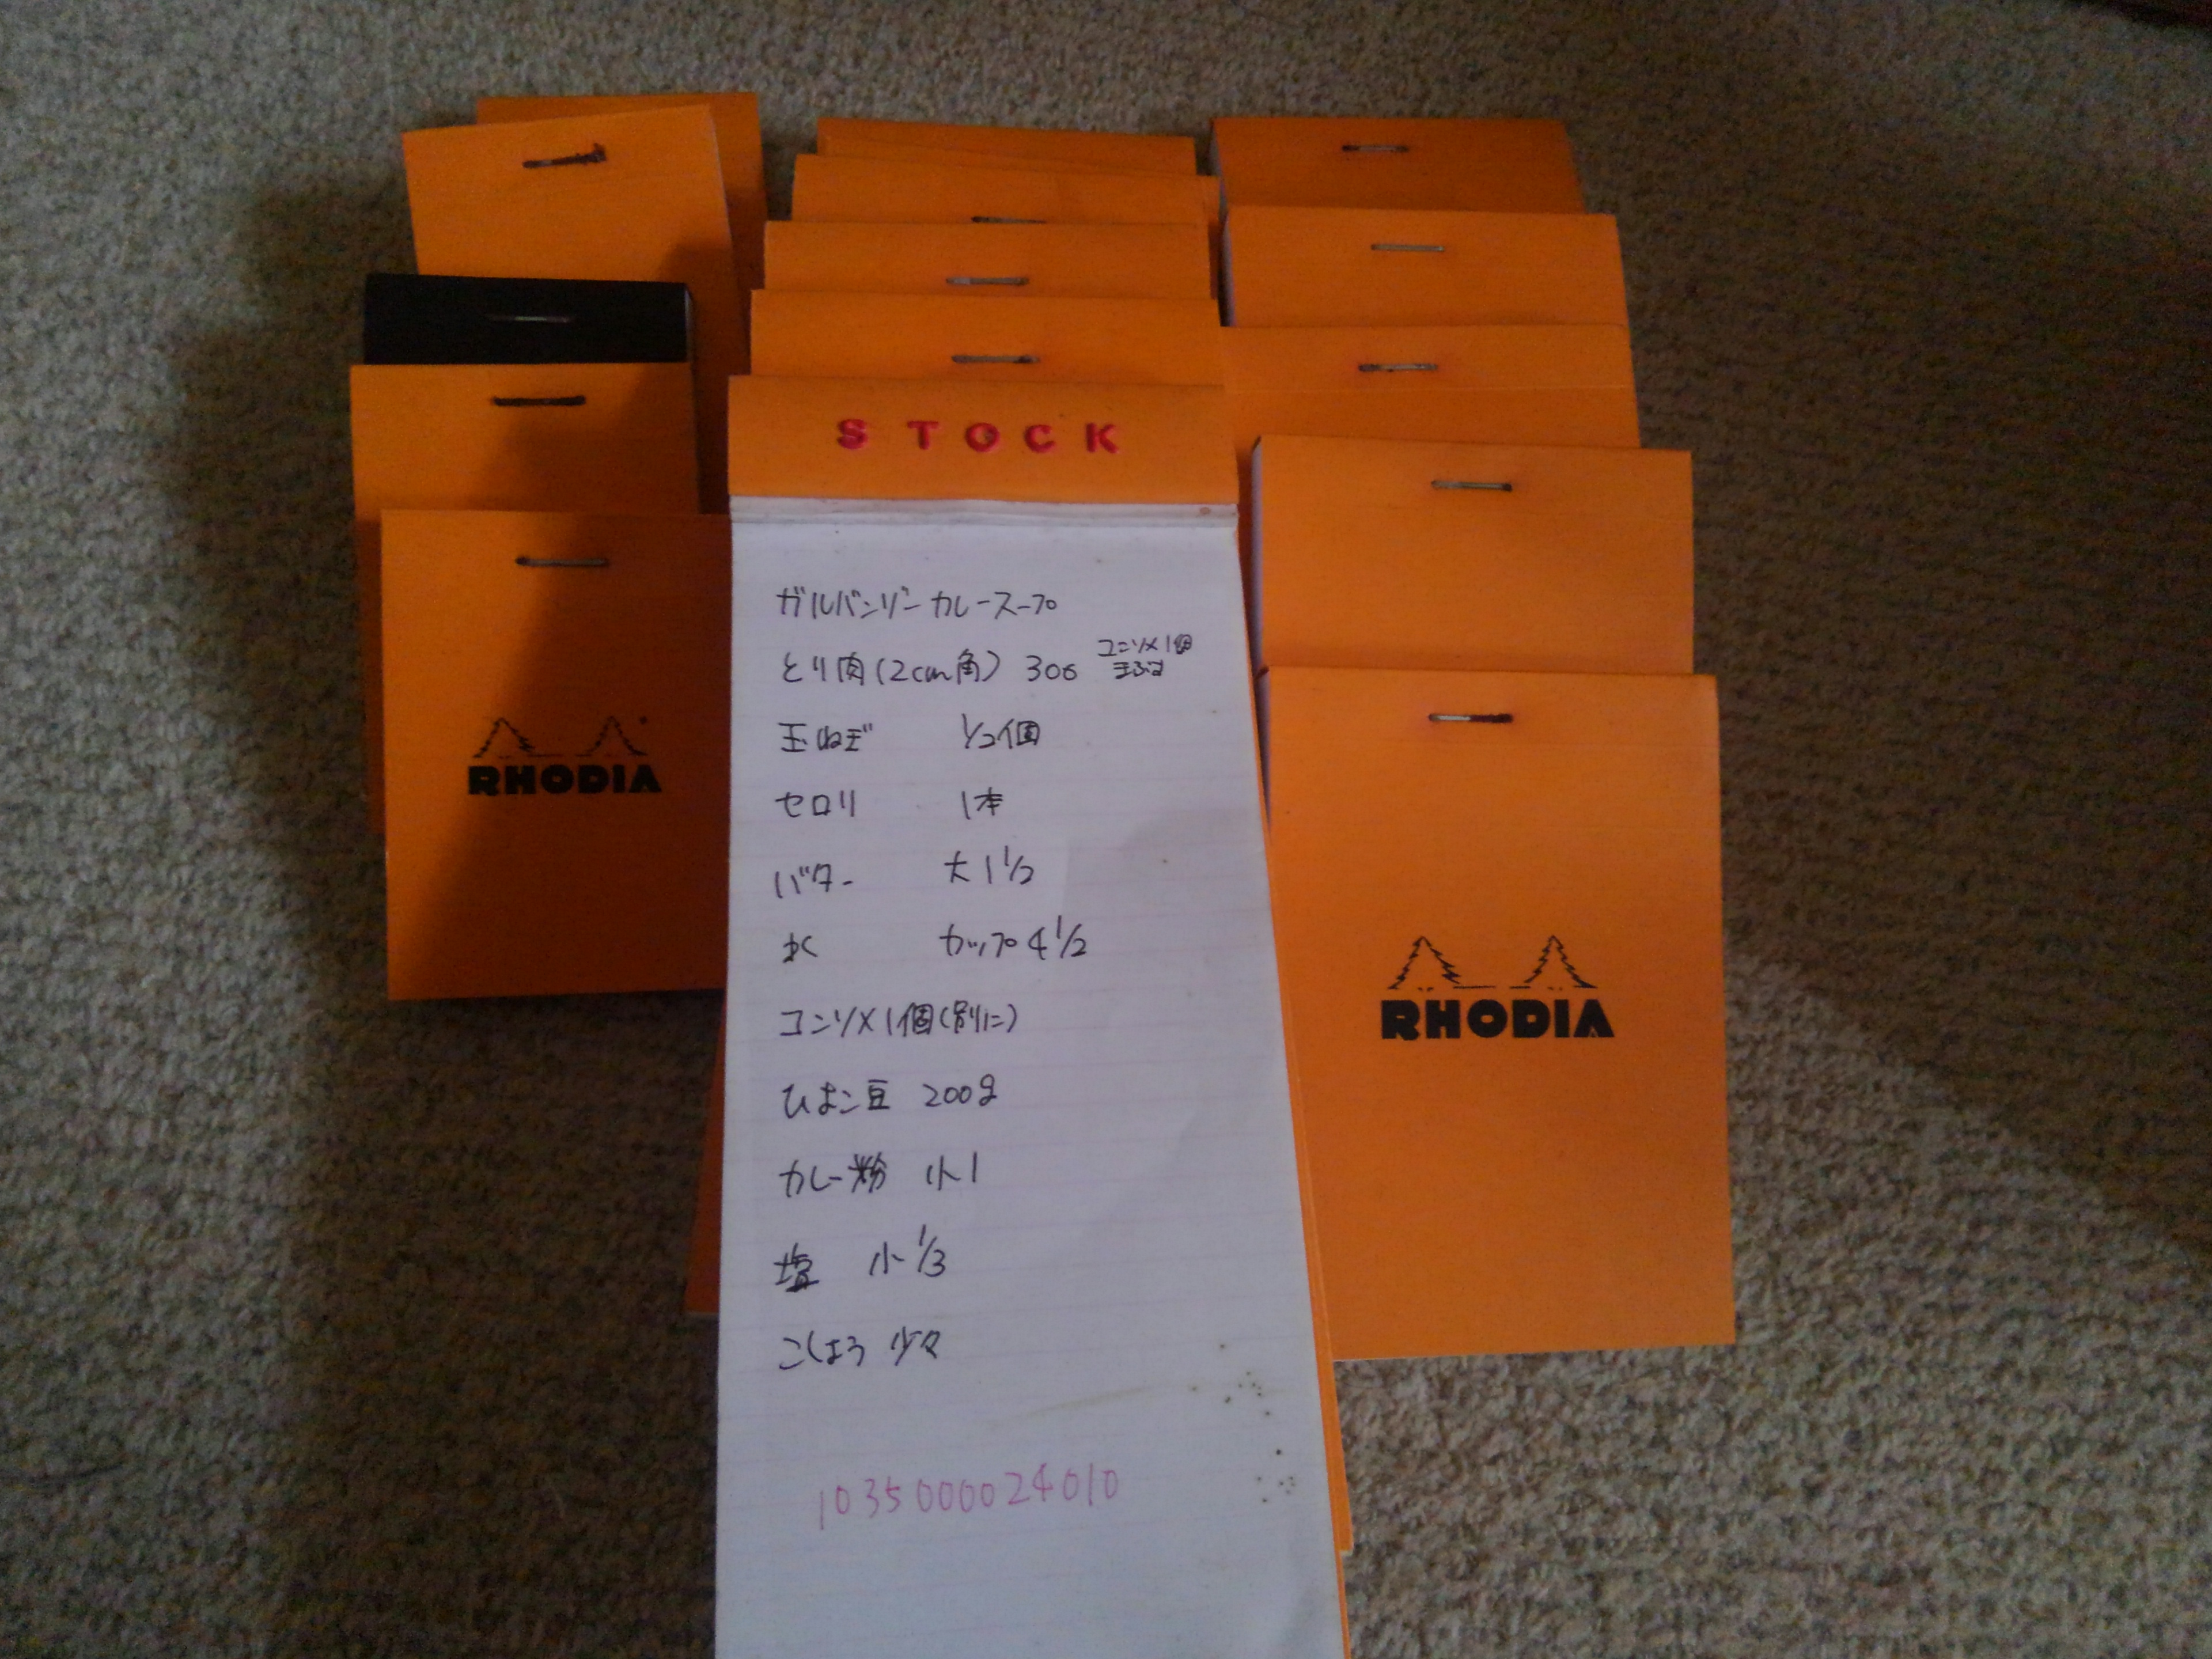 STOCK
ガルバンゾーカレースープ
とり肉(2cm角) 300 コンソメ1個
まぶす
玉ねぎ 1/2個
セロリ 1本
バター 大1 1/2
水 カップ4 1/2
コンソメ1個(別に)
ひよこ豆 200g
カレー粉 小1
塩 小1/3
こしょう 少々
1035000024010
RHODIA
RHODIA